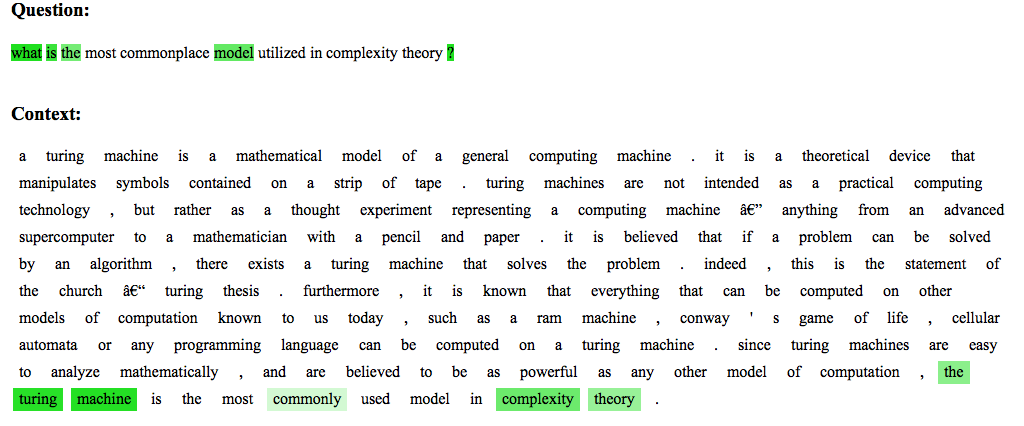 Question:
what is the most commonplace model utilized in complexity theory ?
Context:
a turing machine is a mathematical model of a general computing machine . it is a theoretical device that
manipulates symbols contained on a strip of tape . turing machines are not intended as a practical computing
technology , but rather as a thought experiment representing a computing machine â€” anything from an advanced
supercomputer to a mathematician with a pencil and paper . it is believed that if a problem can be solved
by an algorithm , there exists a turing machine that solves the problem . indeed , this is the statement of
the church â€“ turing thesis . furthermore , it is known that everything that can be computed on other
models of computation known to us today , such as a ram machine , conway ' s game of life , cellular
automata or any programming language can be computed on a turing machine . since turing machines are easy
to analyze mathematically , and are believed to be as powerful as any other model of computation , the
turing machine is the most commonly used model in complexity theory .